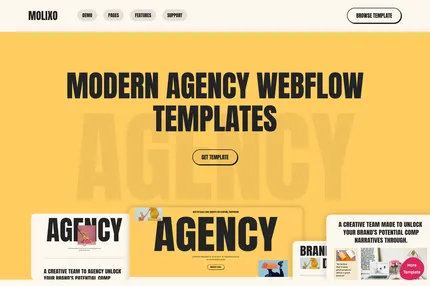 MOLIXO
DEMO
PAGES
FEATURES
SUPPORT
BROWSE TEMPLATE
MODERN AGENCY WEBFLOW
TEMPLATES
AGENCY
GET TEMPLATE
AGENCY
A CREATIVE TEAM TO AGENCY UNLOCK
YOUR BRAND'S POTENTIAL COMP
AGENCY
BRAN
D
A CREATIVE TEAM MADE TO UNLOCK
YOUR BRAND'S POTENTIAL COMP
NARRATIVES THROUGH.
More
Template